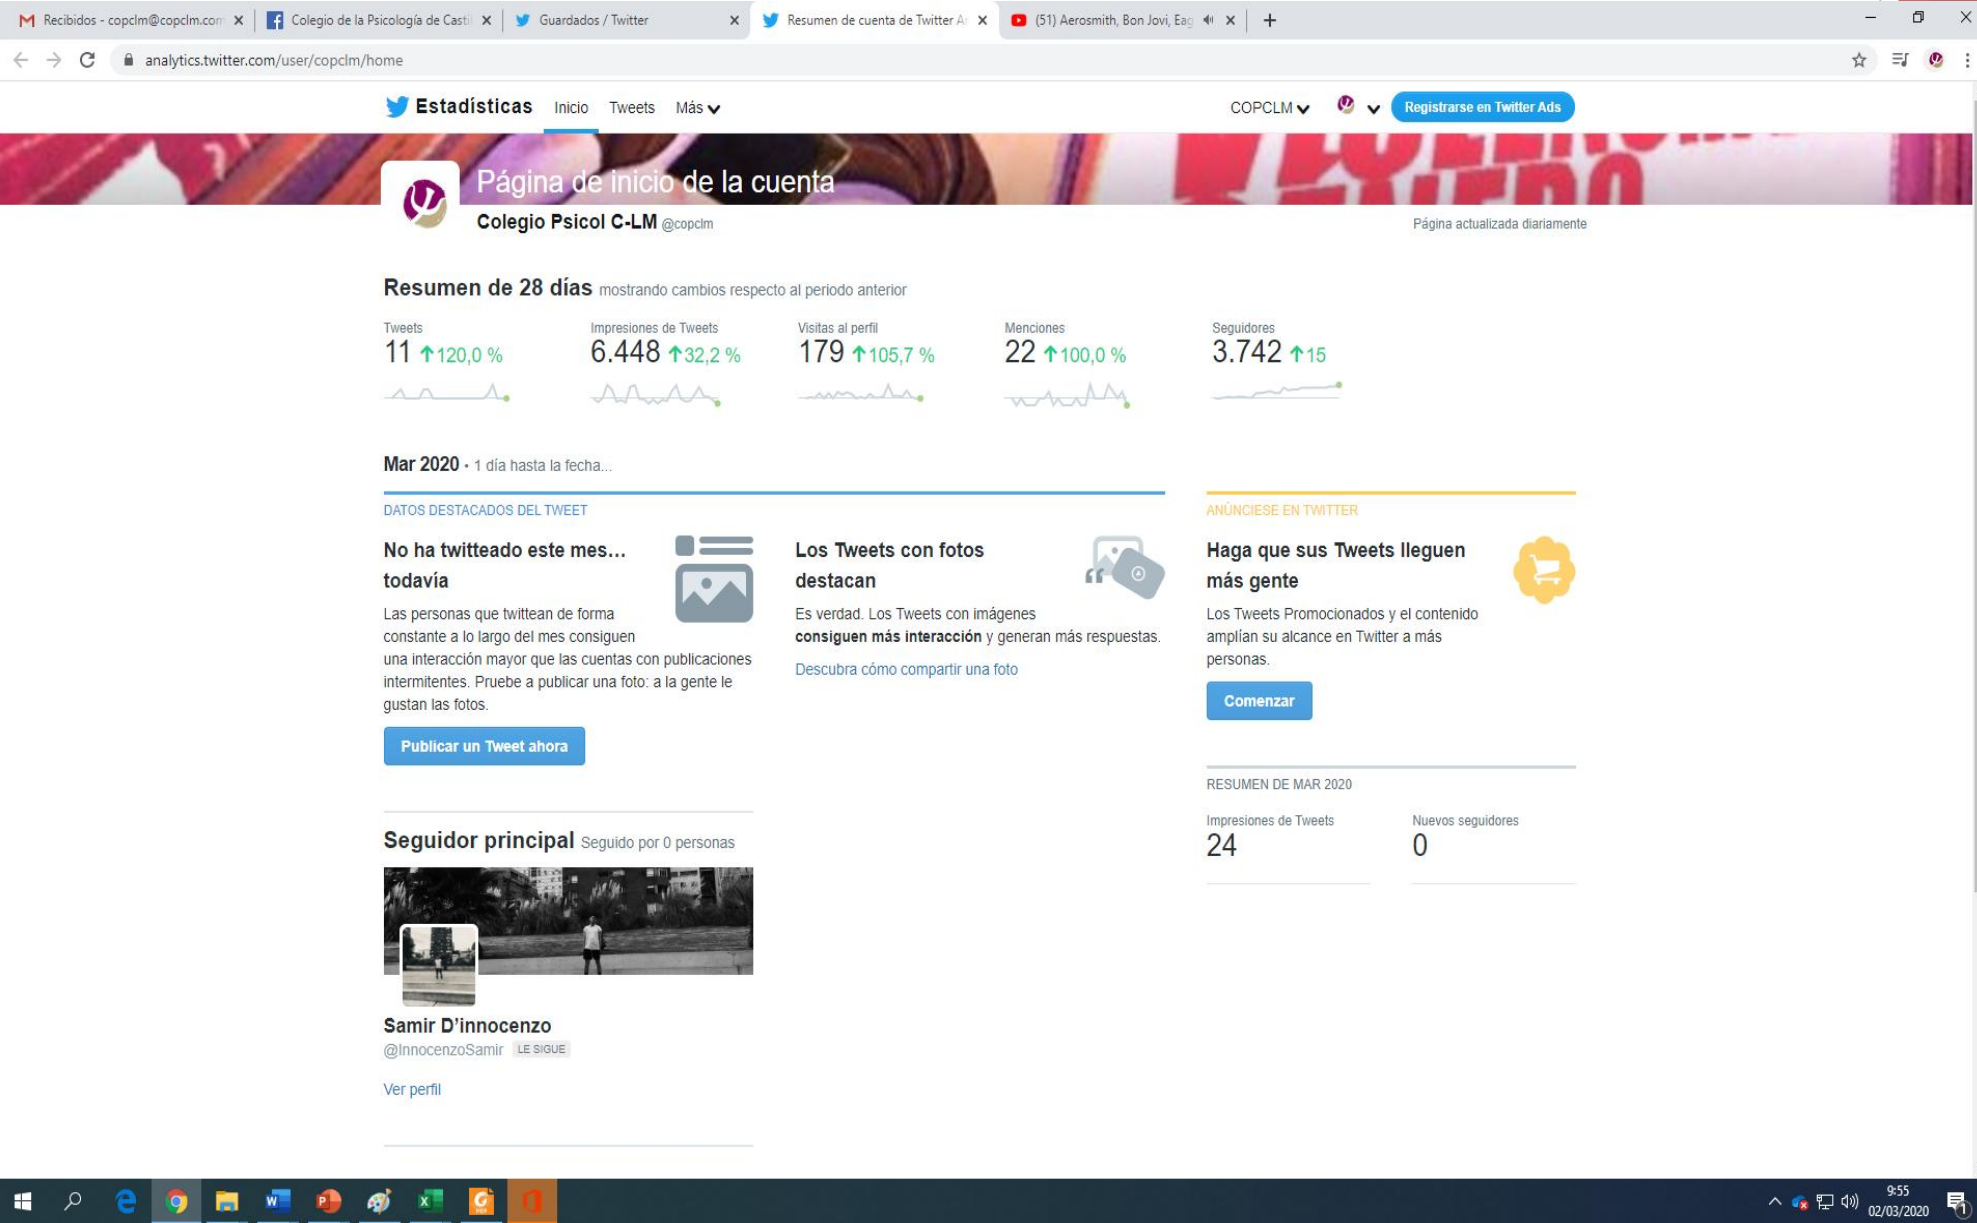 Recibidos - copclm@copclm.com
Colegio de la Psicología de Casti
Guardados / Twitter
Resumen de cuenta de Twitter A
(51) Aerosmith, Bon Jovi, Eag
analytics.twitter.com/user/copclm/home
Estadísticas Inicio Tweets Más
COPCLM
Registrarse en Twitter Ads
Página de inicio de la cuenta
Colegio Psicol C-LM @copclm
Página actualizada diariamente
Resumen de 28 días mostrando cambios respecto al periodo anterior
Tweets
11 120,0 %
Impresiones de Tweets
6.448 32,2 %
Visitas al perfil
179 105,7 %
Menciones
22 100,0 %
Seguidores
3.742 15
Mar 2020 • 1 día hasta la fecha...
DATOS DESTACADOS DEL TWEET
No ha twitteado este mes...
todavía
Las personas que twittean de forma
constante a lo largo del mes consiguen
una interacción mayor que las cuentas con publicaciones
intermitentes. Pruebe a publicar una foto: a la gente le
gustan las fotos.
Publicar un Tweet ahora
Los Tweets con fotos
destacan
Es verdad. Los Tweets con imágenes
consiguen más interacción y generan más respuestas.
Descubra cómo compartir una foto
ANÚNCIESE EN TWITTER
Haga que sus Tweets lleguen
más gente
Los Tweets Promocionados y el contenido
amplían su alcance en Twitter a más
personas.
Comenzar
RESUMEN DE MAR 2020
Impresiones de Tweets
24
Nuevos seguidores
0
Seguidor principal Seguido por 0 personas
Samir D'innocenzo
@InnocenzoSamir LE SIGUE
Ver perfil
9:55
02/03/2020